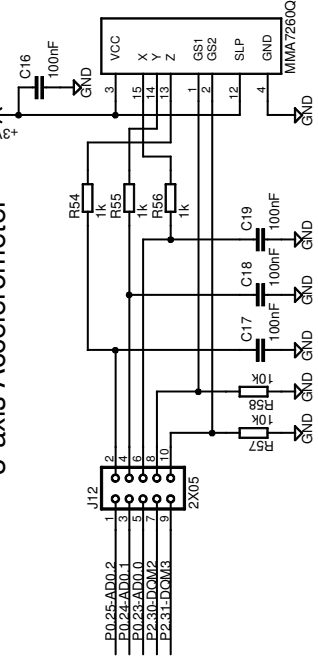 3-axis Accelerometer
C16
100nF
GND
MMA7260Q
VCC
X
Y
Z
GS1
GS2
SLP
GND
3
15
14
13
1
2
12
4
GND
R54
1k
R55
1k
R56
1k
C19
100nF
GND
C18
100nF
GND
C17
100nF
GND
R58
10k
GND
R57
10k
GND
J12
2X05
1 2
3 4
5 6
7 8
9 10
P0.25-AD0.2
P0.24-AD0.1
P0.23-AD0.0
P2.30-DQM2
P2.31-DQM3